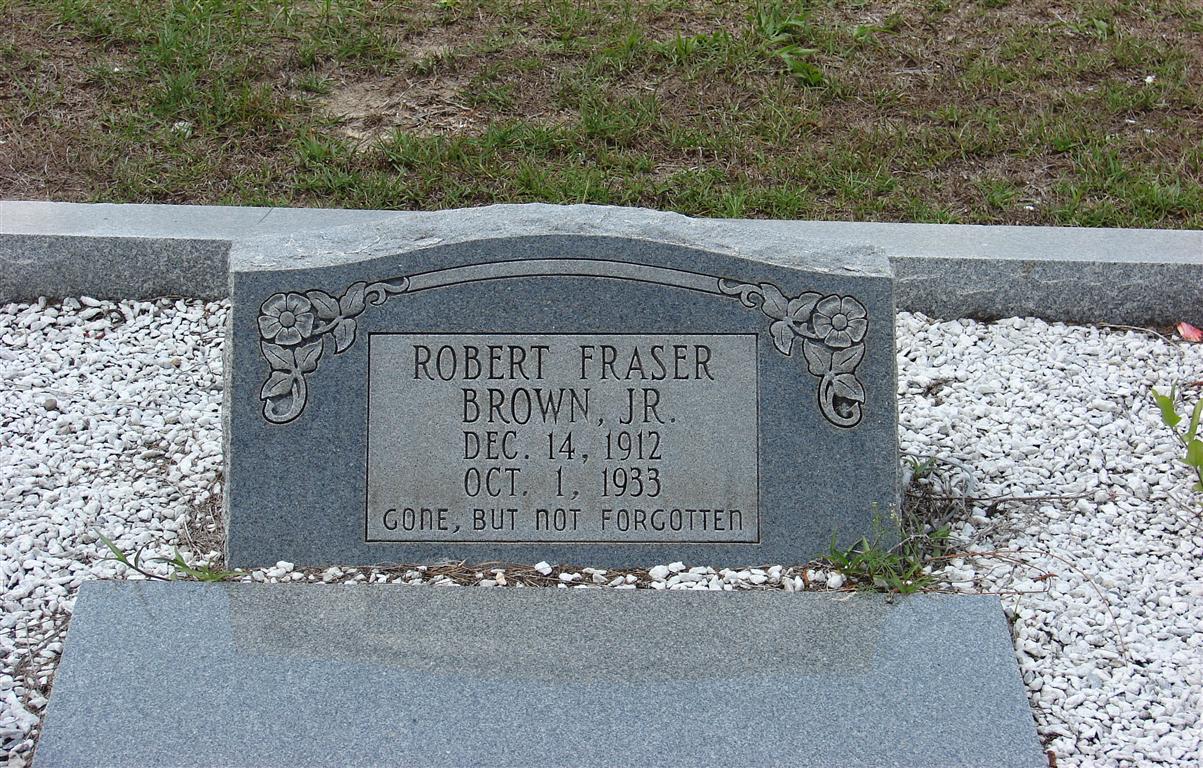 ROBERT FRASER
BROWN, JR.
DEC. 14, 1912
OCT. 1, 1933
GONE, BUT NOT FORGOTTEN